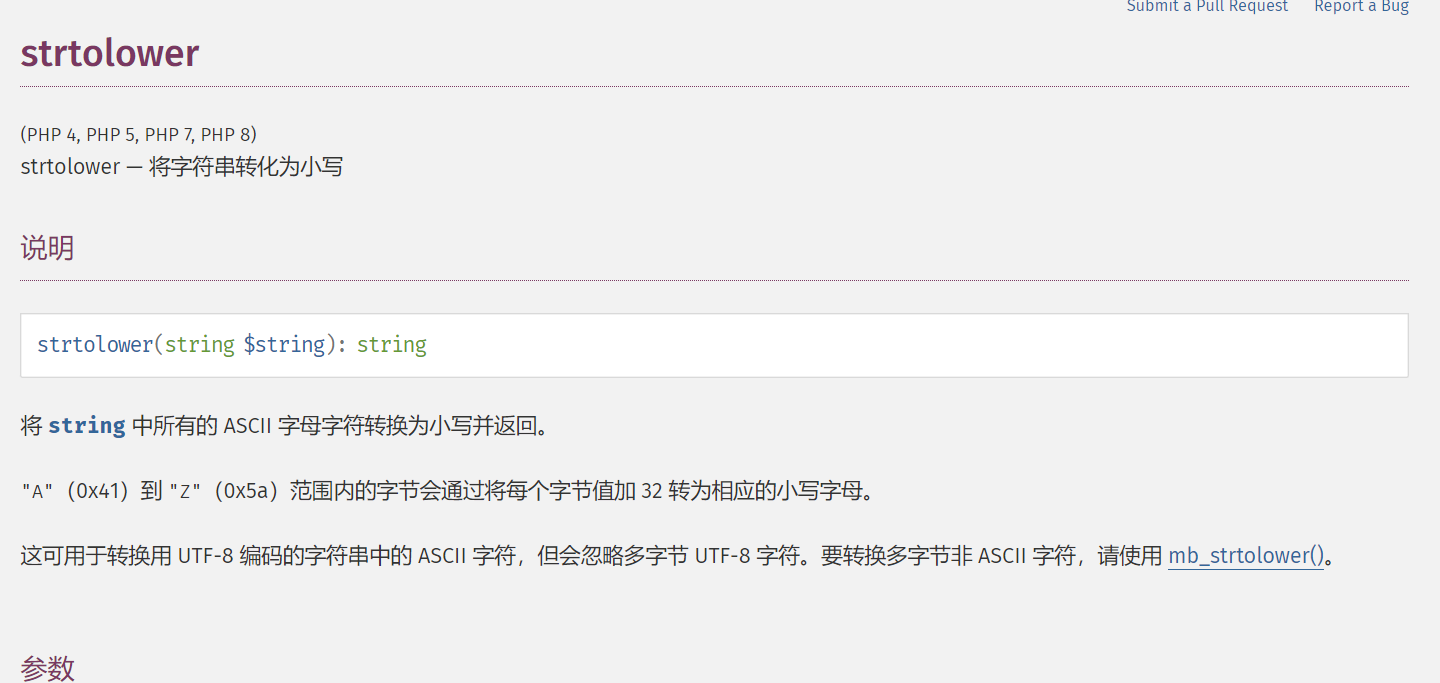 Submit a Pull Request Report a Bug
strtolower
(PHP 4, PHP 5, PHP 7, PHP 8)
strtolower — 将字符串转化为小写
说明
strtolower(string $string): string
将 string 中所有的 ASCII 字母字符转换为小写并返回。
"A"（0x41）到 "Z"（0x5a）范围内的字节会通过将每个字节值加 32 转为相应的小写字母。
这可用于转换用 UTF-8 编码的字符串中的 ASCII 字符，但会忽略多字节 UTF-8 字符。要转换多字节非 ASCII 字符，请使用 mb_strtolower()。
参数